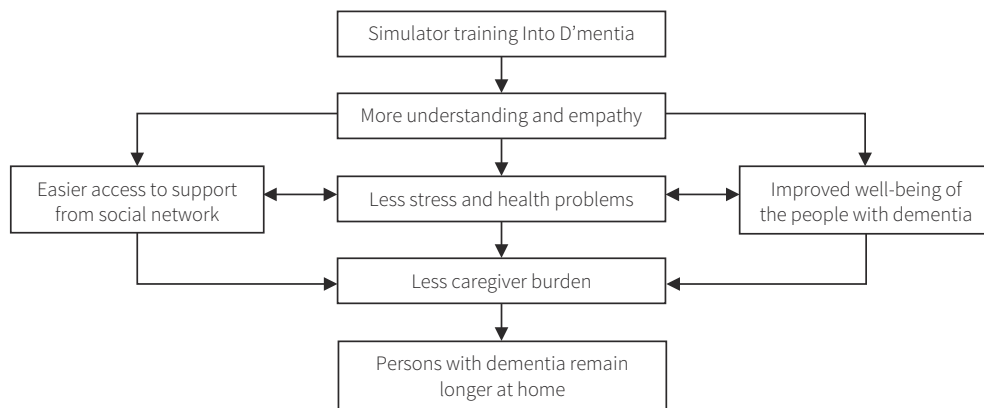 Simulator training Into D’mentia
More understanding and empathy
Easier access to support
from social network
Less stress and health problems
Improved well-being of
the people with dementia
Less caregiver burden
Persons with dementia remain
longer at home